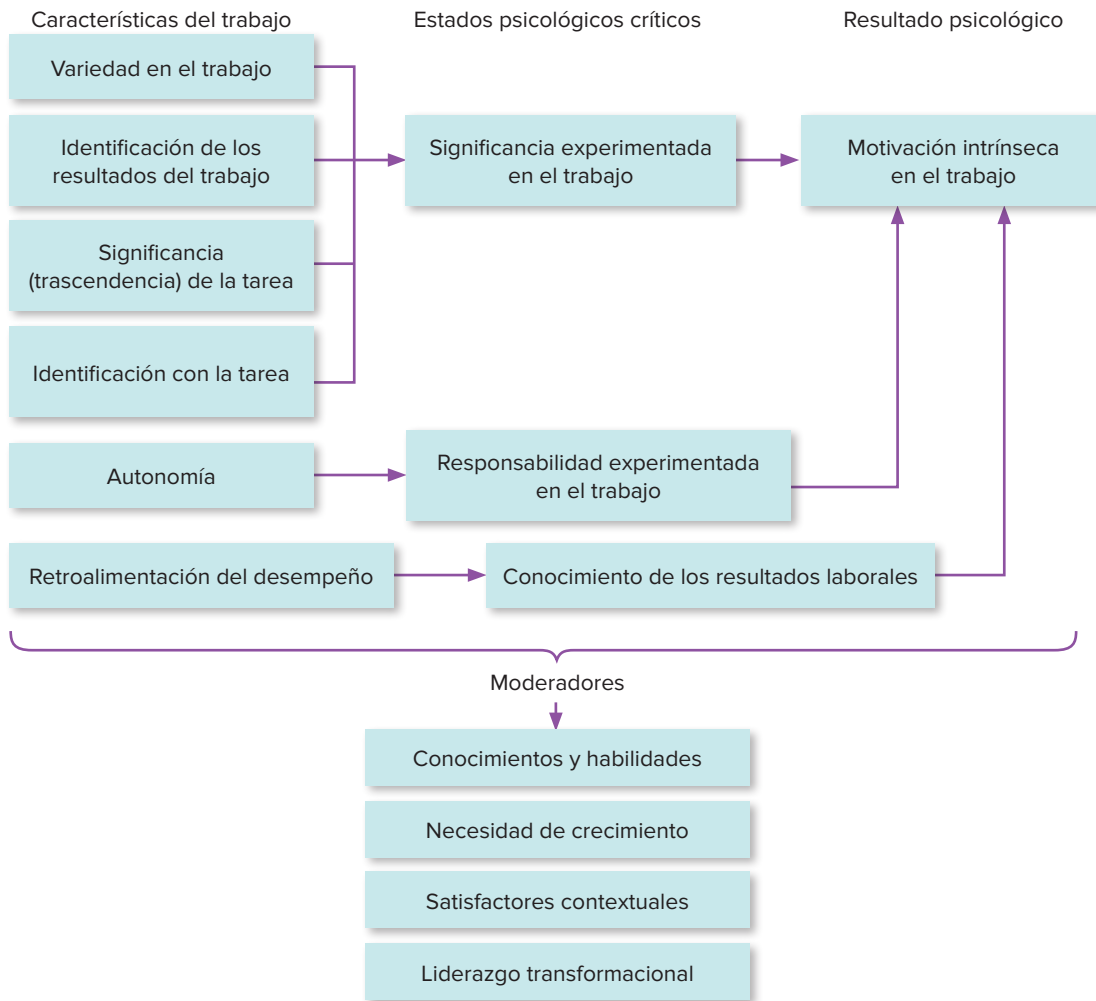 Características del trabajo
Estados psicológicos críticos
Resultado psicológico
Variedad en el trabajo
Identificación de los
resultados del trabajo
Significancia experimentada
en el trabajo
Motivación intrínseca
en el trabajo
Significancia
(trascendencia) de la tarea
Identificación con la tarea
Autonomía
Responsabilidad experimentada
en el trabajo
Retroalimentación del desempeño
Conocimiento de los resultados laborales
Moderadores
Conocimientos y habilidades
Necesidad de crecimiento
Satisfactores contextuales
Liderazgo transformacional